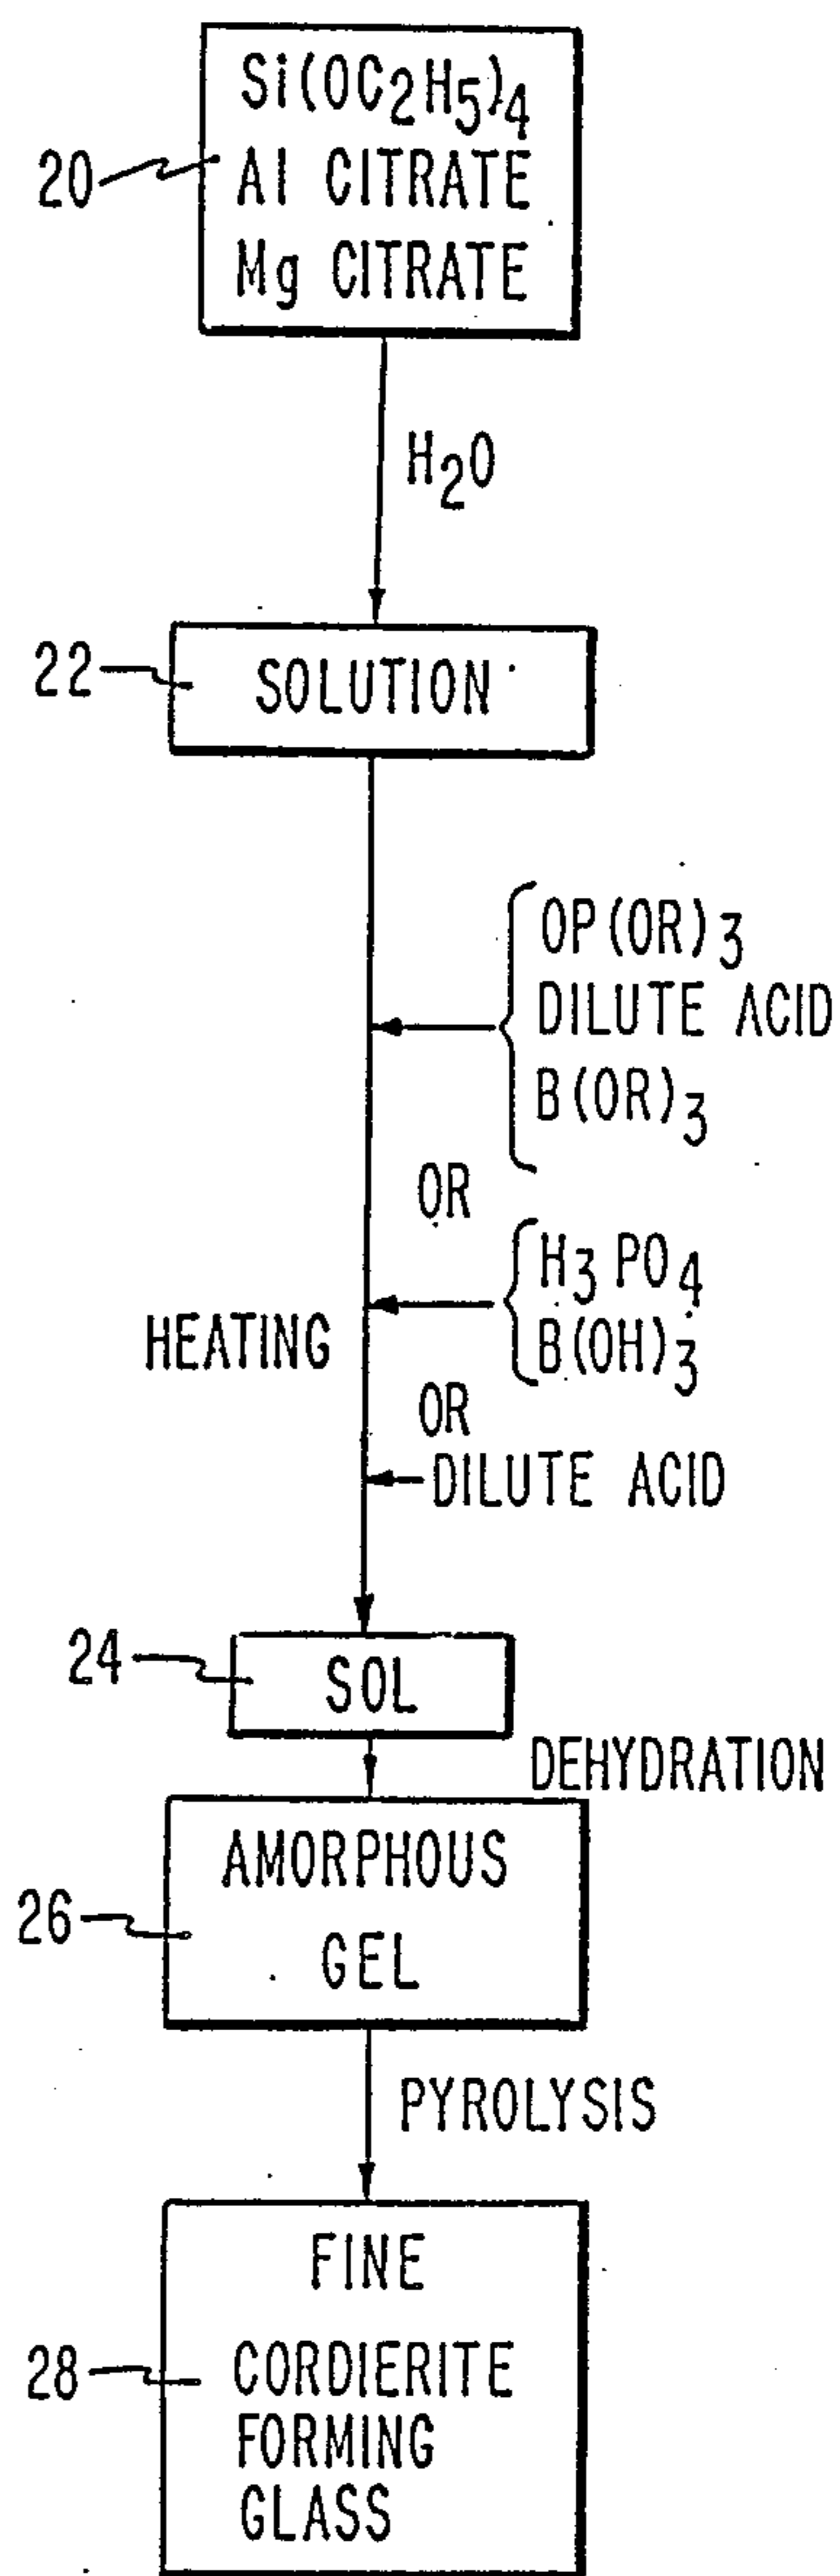 Si(OC2H5)4
20
Al CITRATE
Mg CITRATE
H2O
22
SOLUTION
OP(OR)3
DILUTE ACID
B(OR)3
OR
H3PO4
HEATING
B(OH)3
OR
DILUTE ACID
24
SOL
DEHYDRATION
AMORPHOUS
26
GEL
PYROLYSIS
FINE
28
CORDIERITE
FORMING
GLASS